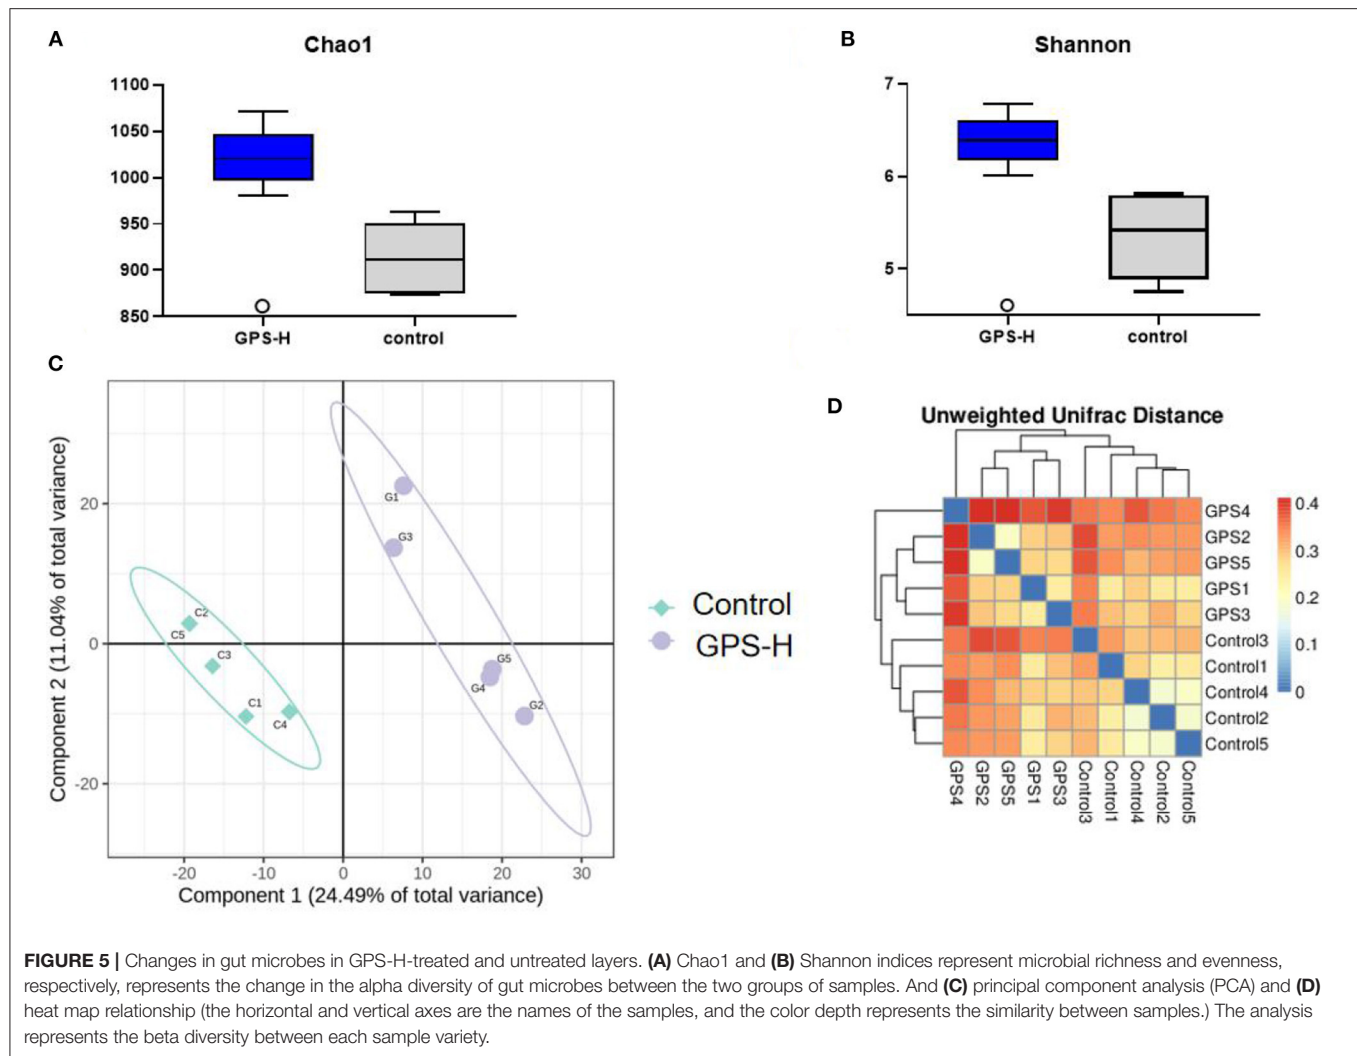 A
Chao1
1100
1050
1000
950
900
850
GPS-H
control
B
Shannon
7
6
5
GPS-H
control
C
Component 2 (11.04% of total variance)
20
0
-20
G1
G3
C2
C5
C3
C1
C4
G5
G4
G2
-20
-10
0
10
20
30
Component 1 (24.49% of total variance)
Control
GPS-H
D
Unweighted Unifrac Distance
GPS4
GPS2
GPS5
GPS1
GPS3
Control3
Control1
Control4
Control2
Control5
GPS4
GPS2
GPS5
GPS1
GPS3
Control3
Control1
Control4
Control2
Control5
0.4
0.3
0.2
0.1
0
FIGURE 5 | Changes in gut microbes in GPS-H-treated and untreated layers. (A) Chao1 and (B) Shannon indices represent microbial richness and evenness,
respectively, represents the change in the alpha diversity of gut microbes between the two groups of samples. And (C) principal component analysis (PCA) and (D)
heat map relationship (the horizontal and vertical axes are the names of the samples, and the color depth represents the similarity between samples.) The analysis
represents the beta diversity between each sample variety.